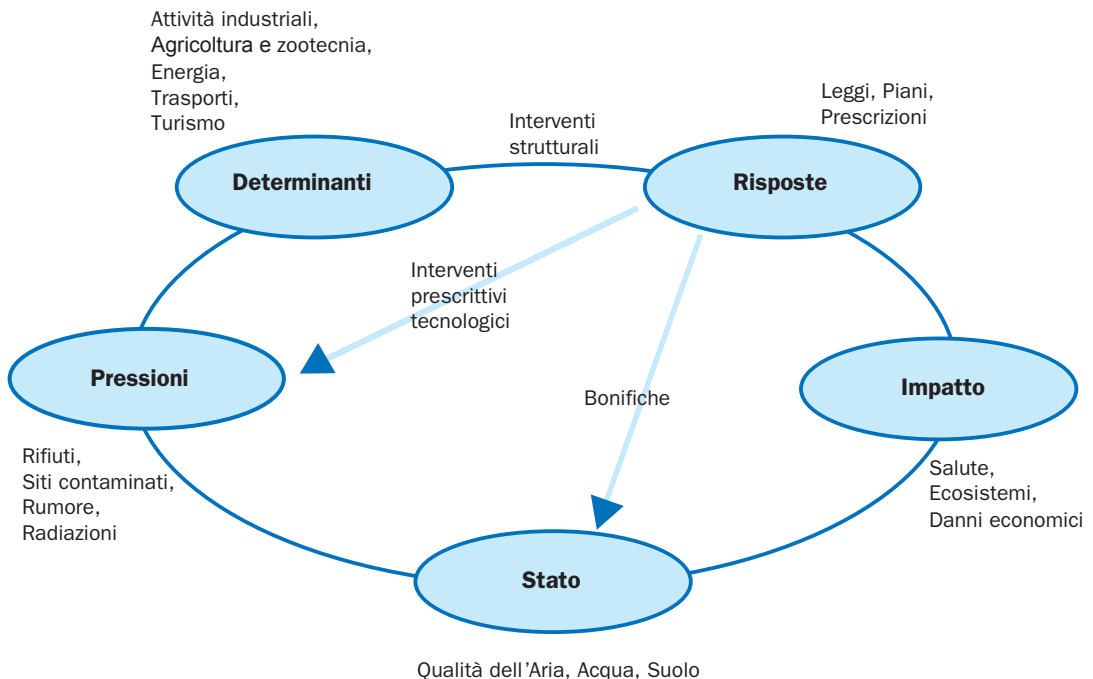 Attività industriali,
Agricoltura e zootecnia,
Energia,
Trasporti,
Turismo
Leggi, Piani,
Prescrizioni
Interventi
strutturali
Determinanti
Risposte
Interventi
prescrittivi
tecnologici
Pressioni
Impatto
Bonifiche
Rifiuti,
Siti contaminati,
Rumore,
Radiazioni
Salute,
Ecosistemi,
Danni economici
Stato
Qualità dell'Aria, Acqua, Suolo